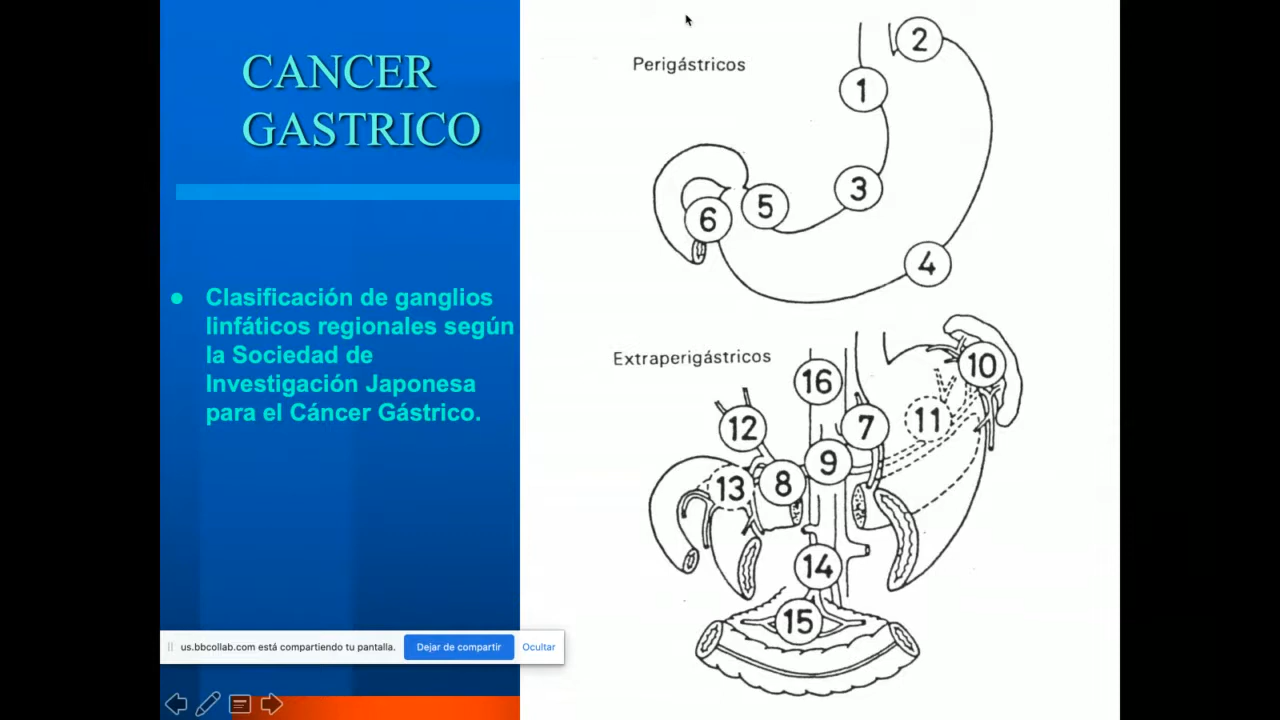 CANCER
GASTRICO
Clasificación de ganglios
linfáticos regionales según
la Sociedad de
Investigación Japonesa
para el Cáncer Gástrico.
Perigástricos
2
1
3
5
6
4
Extraperigástricos
10
16
11
12
7
9
8
13
14
15
us.bbcollab.com está compartiendo tu pantalla.
Dejar de compartir
Ocultar